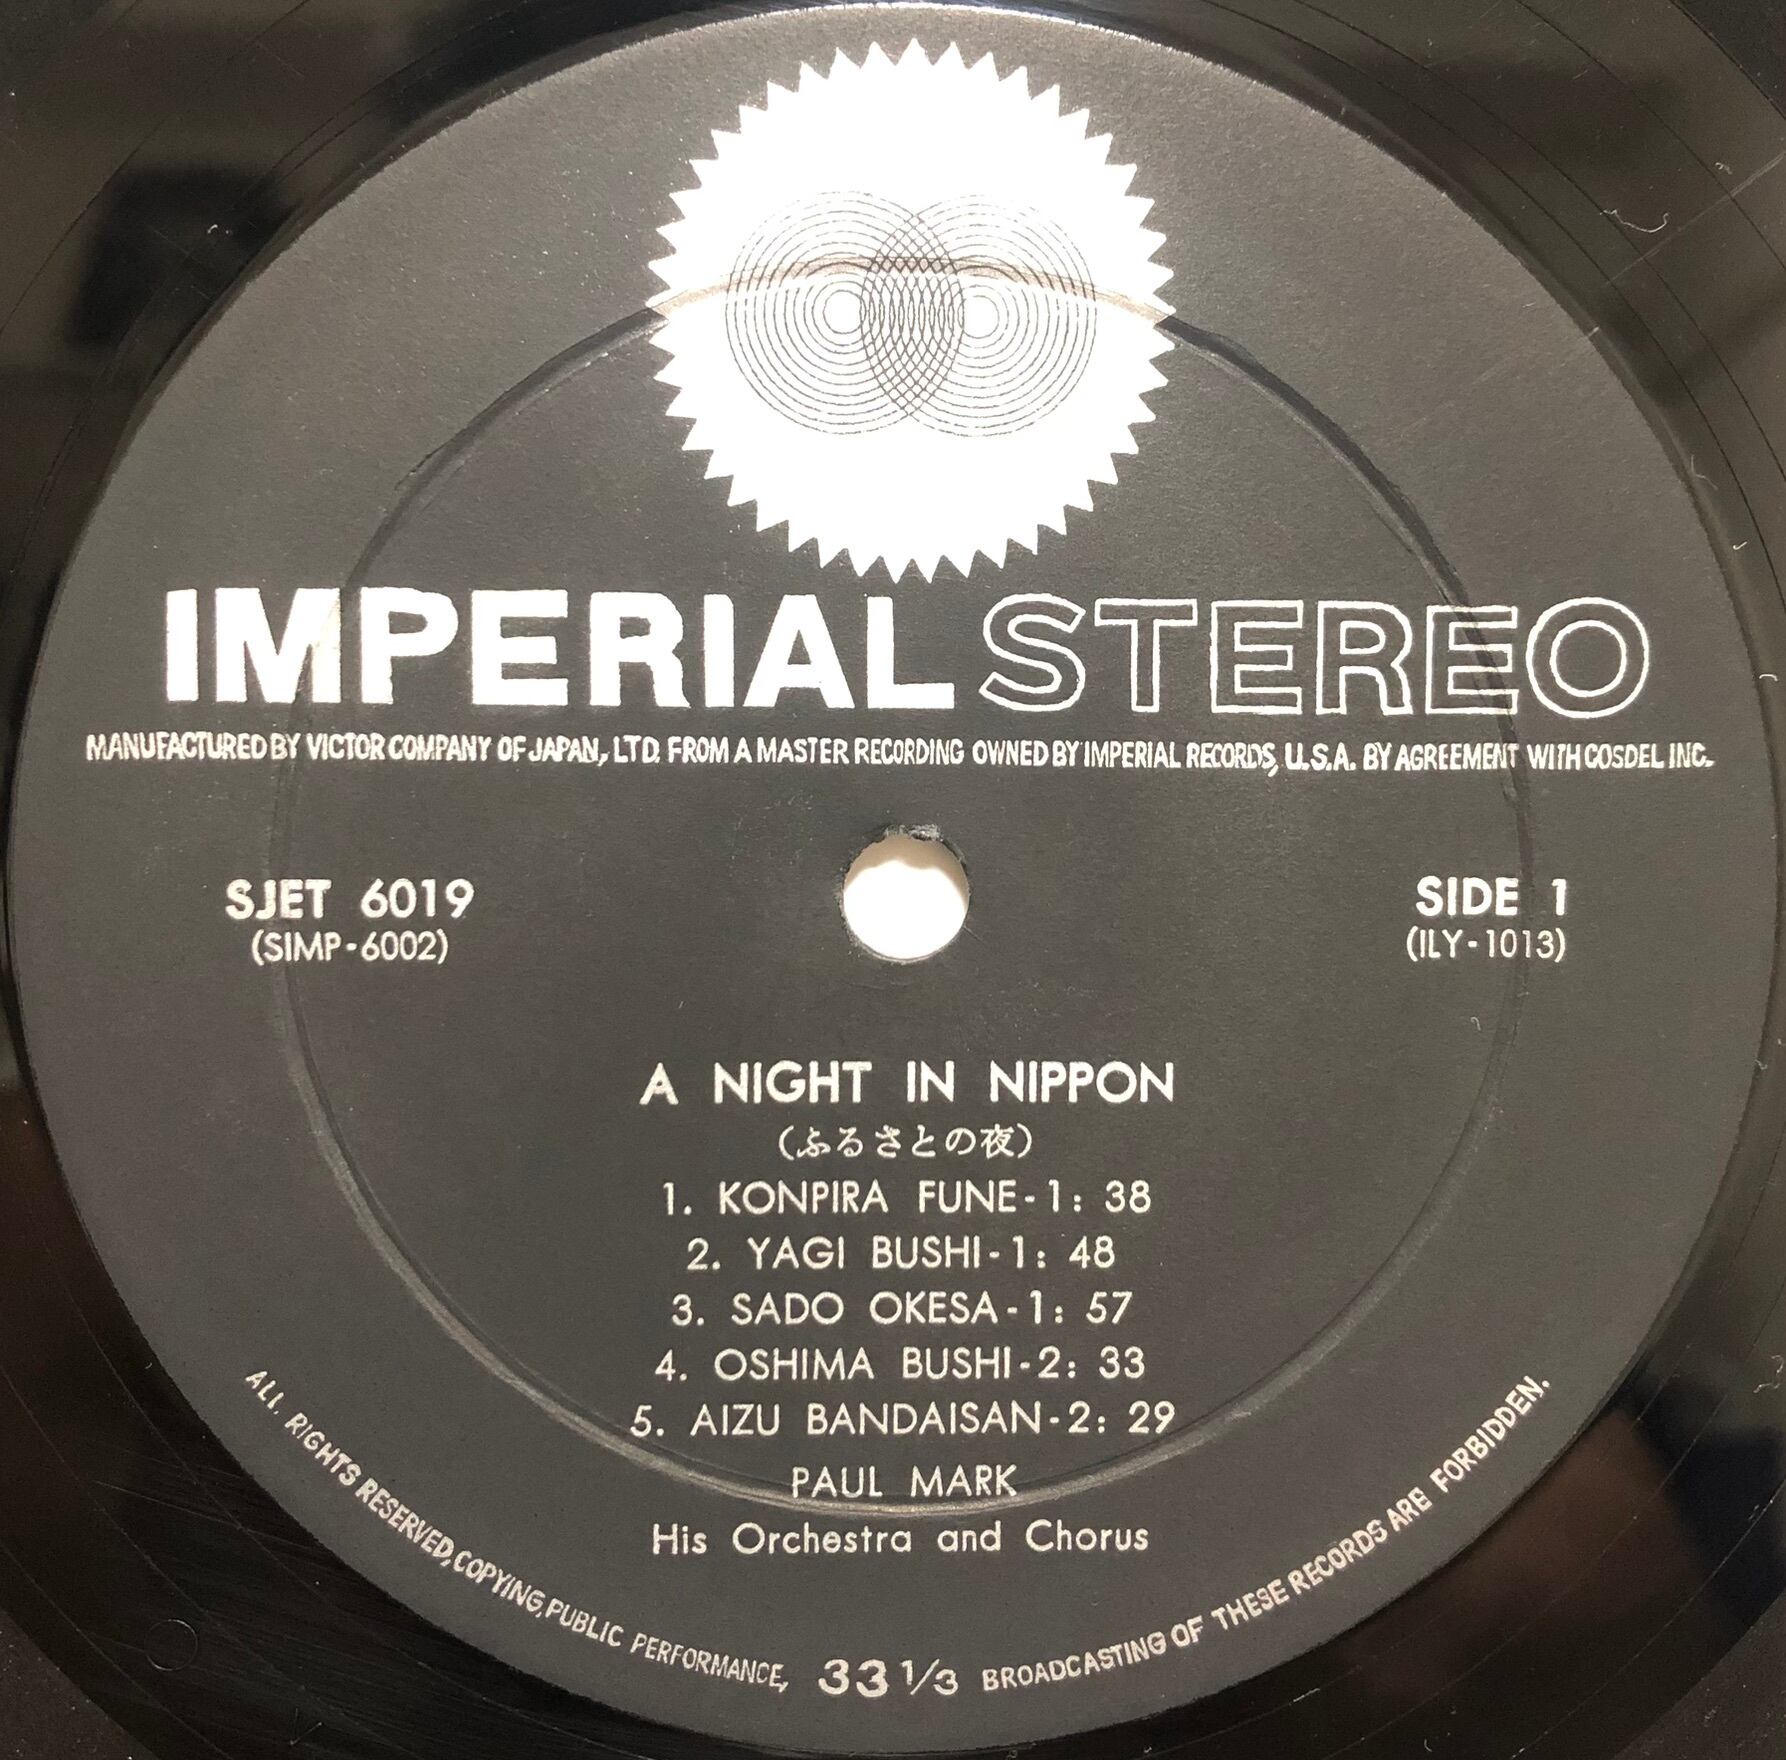 IMPERIAL STEREO
MANUFACTURED BY VICTOR COMPANY OF JAPAN, LTD. FROM A MASTER RECORDING OWNED BY IMPERIAL RECORDS, U.S.A. BY AGREEMENT WITH COSDEL INC.
SJET 6019
(SIMP-6002)
SIDE 1
(ILY-1013)
A NIGHT IN NIPPON
(ふるさとの夜)
1. KONPIRA FUNE-1: 38
2. YAGI BUSHI-1: 48
3. SADO OKESA-1: 57
4. OSHIMA BUSHI-2: 33
5. AIZU BANDAISAN-2: 29
PAUL MARK
His Orchestra and Chorus
ALL RIGHTS RESERVED, COPYING, PUBLIC PERFORMANCE, 33 1/3 BROADCASTING OF THESE RECORDS ARE FORBIDDEN.